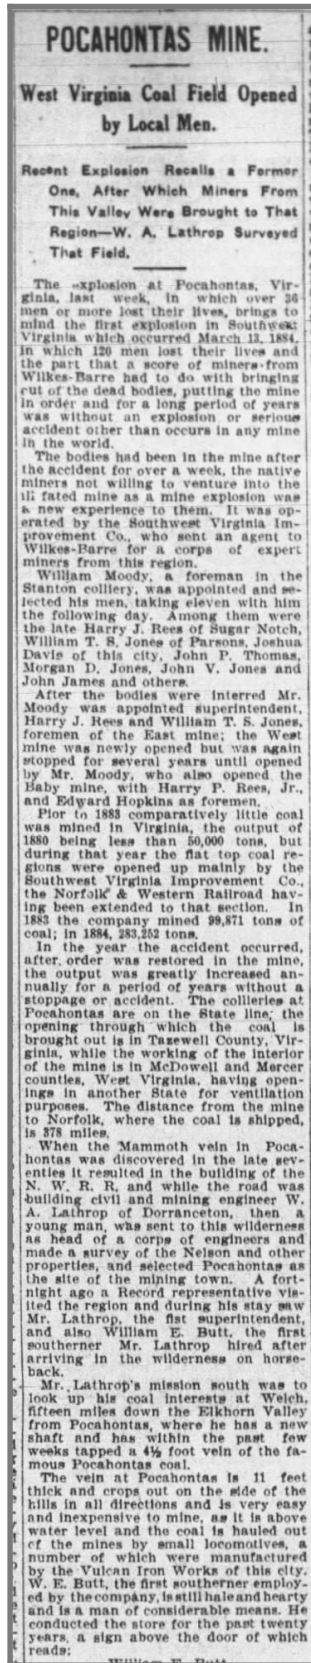 POCAHONTAS MINE.
West Virginia Coal Field Opened
by Local Men.
Recent Explosion Recalls a Former
One, After Which Miners From
This Valley Were Brought to That
Region—W. A. Lathrop Surveyed
That Field.
The explosion at Pocahontas, Vir-
ginia, last week, in which over 36
men or more lost their lives, brings to
mind the first explosion in Southwest
Virginia which occurred March 13, 1884,
in which 120 men lost their lives and
the part that a score of miners from
Wilkes-Barre had to do with bringing
out of the dead bodies, putting the mine
in order and for a long period of years
was without an explosion or serious
accident other than occurs in any mine
in the world.
The bodies had been in the mine after
the accident for over a week, the native
miners not willing to venture into the
ill fated mine as a mine explosion was
a new experience to them. It was op-
erated by the Southwest Virginia Im-
provement Co., who sent an agent to
Wilkes-Barre for a corps of expert
miners from this region.
William Moody, a foreman in the
Stanton colliery, was appointed and se-
lected his men, taking eleven with him
the following day. Among them were
the late Harry J. Rees of Sugar Notch,
William T. S. Jones of Parsons, Joshua
Davis of this city, John P. Thomas,
Morgan D. Jones, John V. Jones and
John James and others.
After the bodies were interred Mr.
Moody was appointed superintendent,
Harry J. Rees and William T. S. Jones,
foremen of the East mine; the West
mine was newly opened but was again
stopped for several years until opened
by Mr. Moody, who also opened the
Baby mine, with Harry P. Rees, Jr.,
and Edward Hopkins as foremen.
Pior to 1883 comparatively little coal
was mined in Virginia, the output of
1880 being less than 50,000 tons, but
during that year the flat top coal re-
gions were opened up mainly by the
Southwest Virginia Improvement Co.,
the Norfolk & Western Railroad hav-
ing been extended to that section. In
1883 the company mined 99,871 tons of
coal; in 1884, 283,252 tons.
In the year the accident occurred,
after order was restored in the mine,
the output was greatly increased an-
nually for a period of years without a
stoppage or accident. The collieries at
Pocahontas are on the State line, the
opening through which the coal is
brought out is in Tazewell County, Vir-
ginia, while the working of the interior
of the mine is in McDowell and Mercer
counties, West Virginia, having open-
ings in another State for ventilation
purposes. The distance from the mine
to Norfolk, where the coal is shipped,
is 378 miles.
When the Mammoth vein in Poca-
hontas was discovered in the late sev-
enties it resulted in the building of the
N. W. R. R. and while the road was
building civil and mining engineer W.
A. Lathrop of Dorranceton, then a
young man, was sent to this wilderness
as head of a corps of engineers and
made a survey of the Nelson and other
properties, and selected Pocahontas as
the site of the mining town. A fort-
night ago a Record representative vis-
ited the region and during his stay saw
Mr. Lathrop, the fist superintendent,
and also William E. Butt, the first
southerner Mr. Lathrop hired after
arriving in the wilderness on horse-
back.
Mr. Lathrop's mission south was to
look up his coal interests at Welch,
fifteen miles down the Elkhorn Valley
from Pocahontas, where he has a new
shaft and has within the past few
weeks tapped a 4½ foot vein of the fa-
mous Pocahontas coal.
The vein at Pocahontas is 11 feet
thick and crops out on the side of the
hills in all directions and is very easy
and inexpensive to mine, as it is above
water level and the coal is hauled out
of the mines by small locomotives, a
number of which were manufactured
by the Vulcan Iron Works of this city.
W. E. Butt, the first southerner employ-
ed by the company, is still hale and hearty
and is a man of considerable means. He
conducted the store for the past twenty
years, a sign above the door of which
reads:
William E. Butt